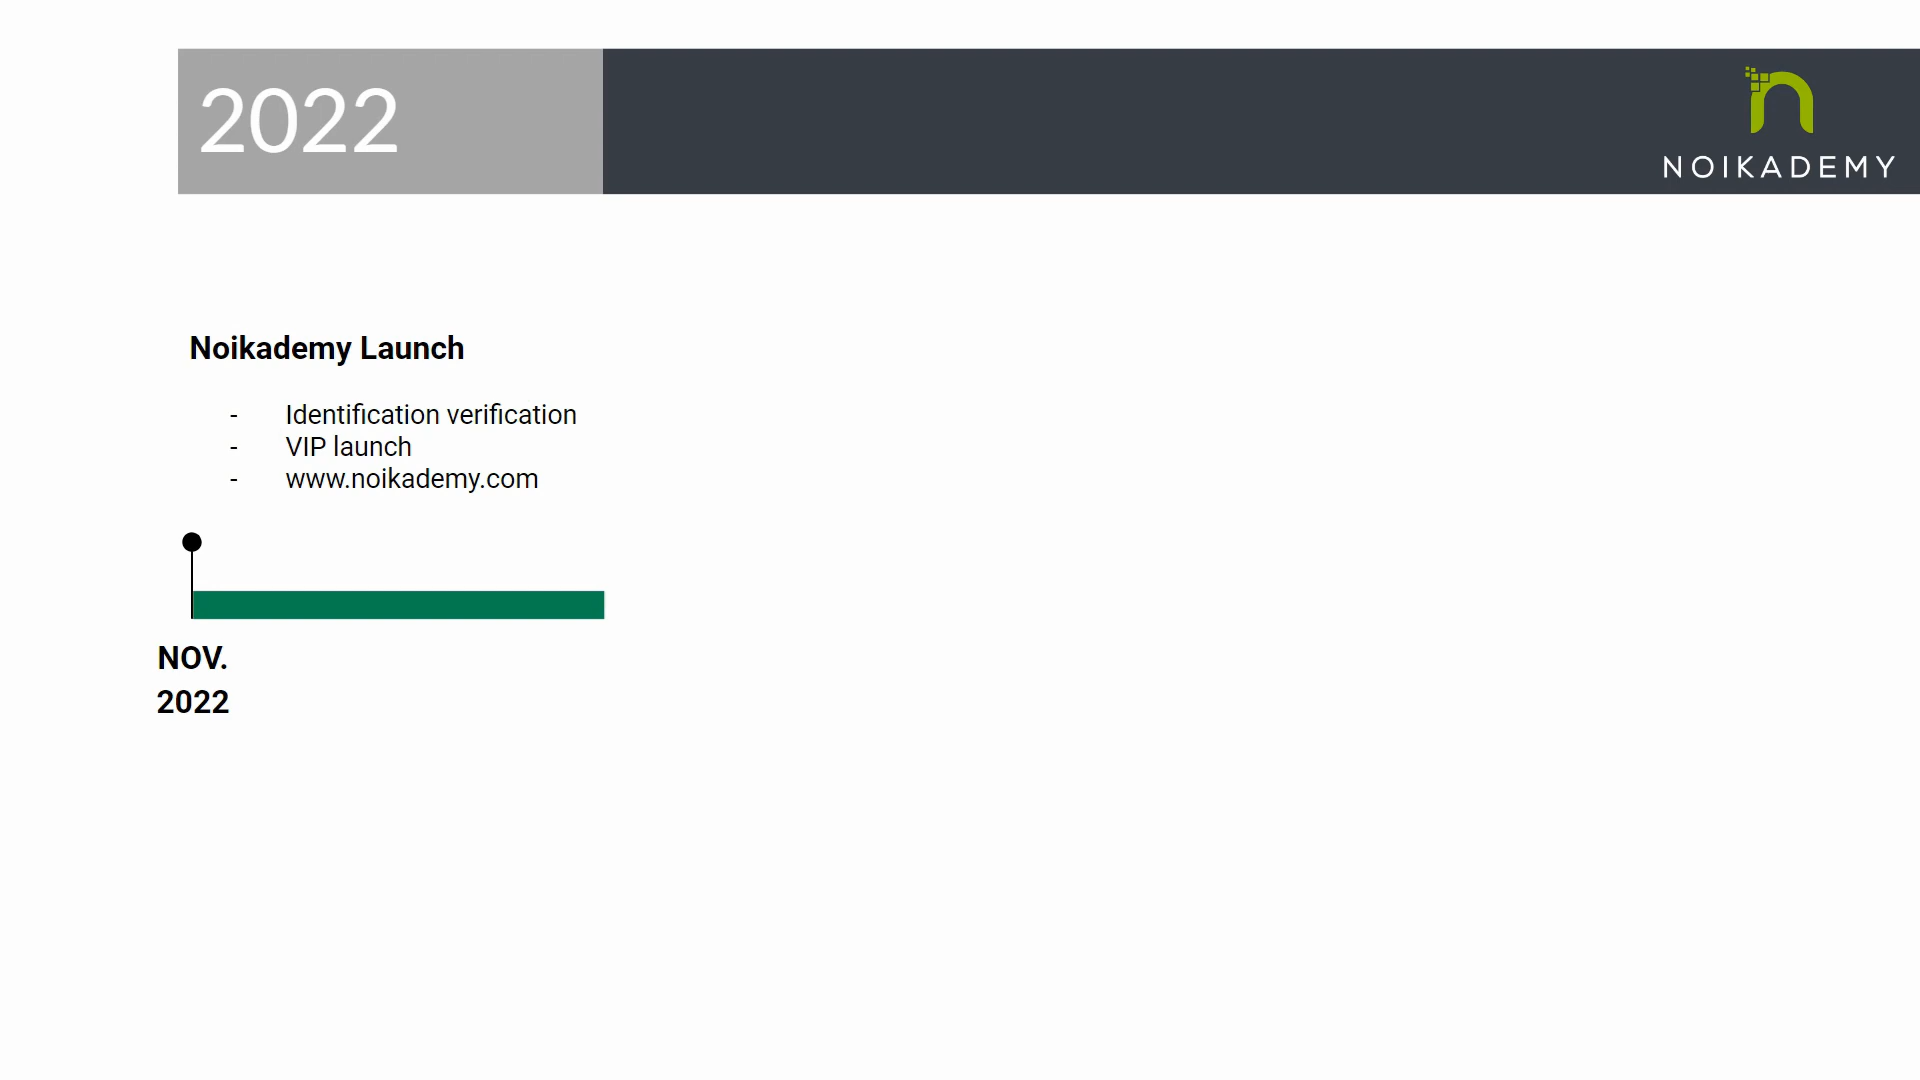 2022
NOIKADEMY
Noikademy Launch
- Identification verification
- VIP launch
- www.noikademy.com
NOV.
2022